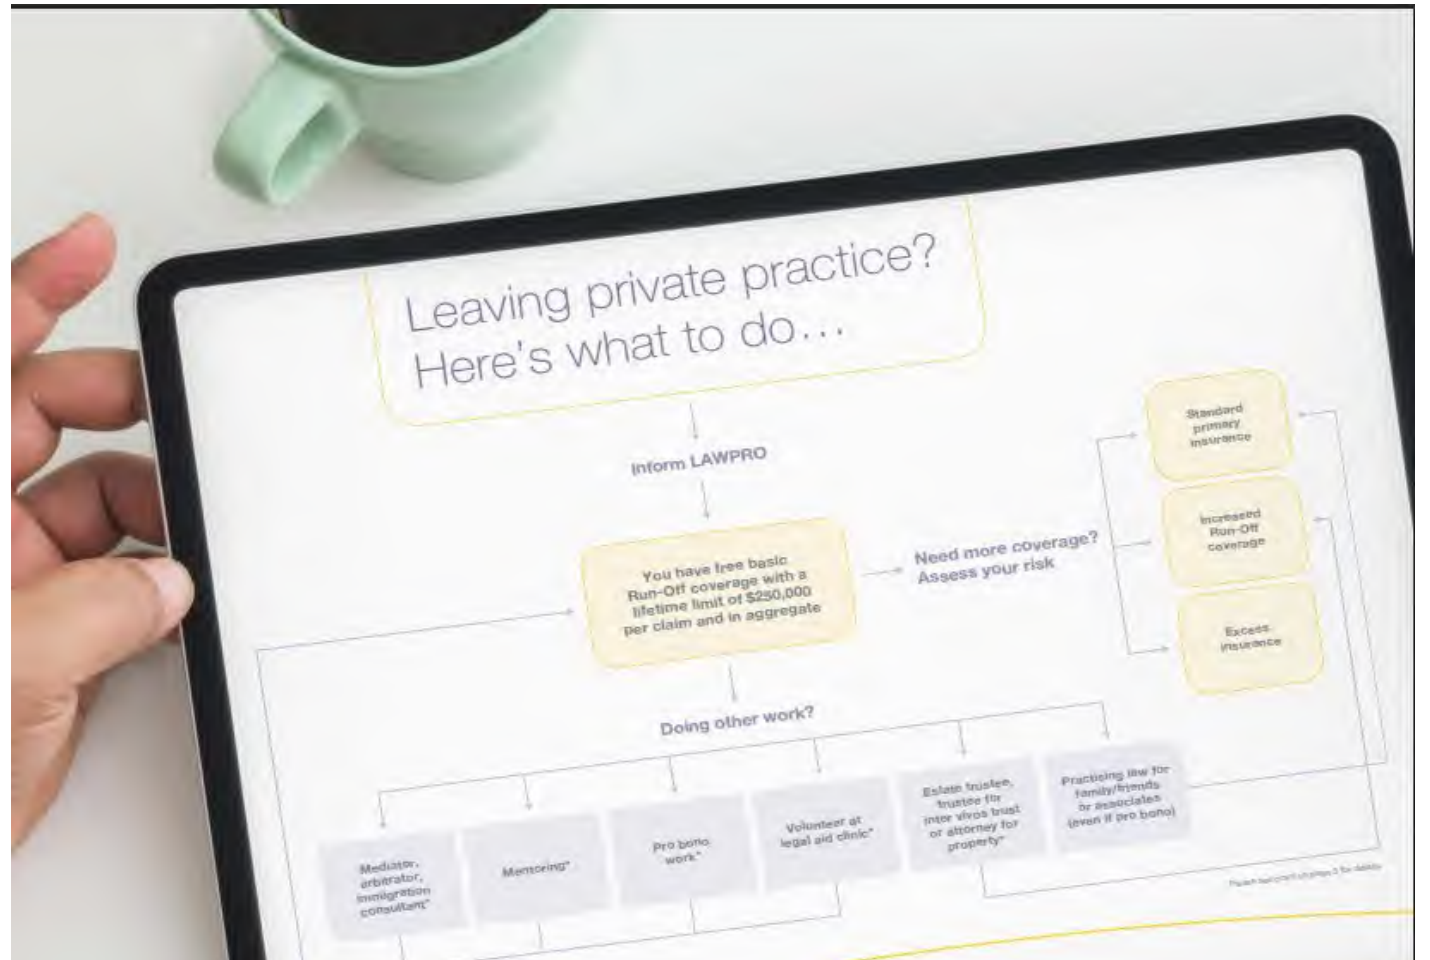 Leaving private practice?
Here's what to do...
Inform LAWPRO
You have free basic
Run-Off coverage with a
lifetime limit of $250,000
per claim and in aggregate
Need more coverage?
Assess your risk
Standard
primary
insurance
Increased
Run-Off
coverage
Excess
insurance
Doing other work?
Mediator,
arbitrator,
immigration
consultant*
Mentoring*
Pro bono
work*
Volunteer at
legal aid clinic*
Estate trustee,
trustee for
inter vivos trust
or attorney for
property*
Practising law for
family/friends
or associates
(even if pro bono)
for details